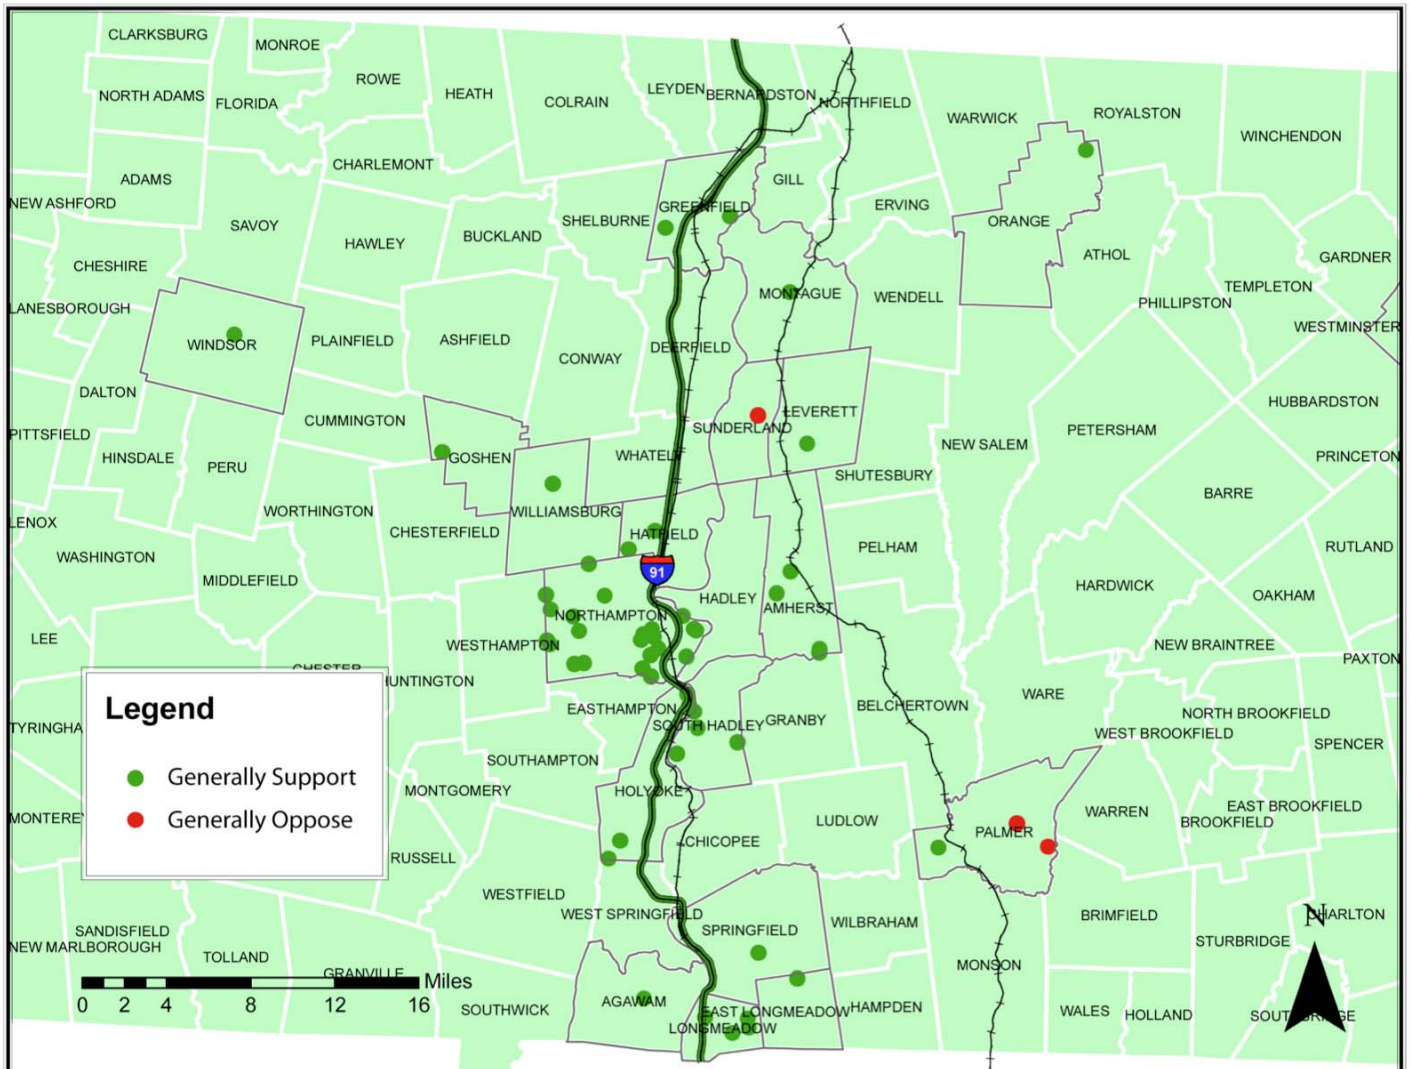 CLARKSBURG
MONROE
ROWE
HEATH
COLRAIN
LEYDEN
BERNARDSTON
NORTHFIELD
WARWICK
ROYALSTON
WINCHENDON
NORTH ADAMS
FLORIDA
ADAMS
CHARLEMONT
GILL
NEW ASHFORD
SAVOY
HAWLEY
BUCKLAND
SHELBURNE
GREENFIELD
ERVING
ORANGE
ATHOL
GARDNER
CHESHIRE
TEMPLETON
PHILLIPSTON
LANESBOROUGH
MONTAGUE
WENDELL
WESTMINSTER
WINDSOR
PLAINFIELD
ASHFIELD
CONWAY
DEERFIELD
DALTON
CUMMINGTON
LEVERETT
SUNDERLAND
HUBBARDSTON
PITTSFIELD
HINSDALE
PERU
GOSHEN
WHATELY
NEW SALEM
PETERSHAM
PRINCETON
SHUTESBURY
WORTHINGTON
WILLIAMSBURG
BARRE
LENOX
CHESTERFIELD
HATFIELD
WASHINGTON
MIDDLEFIELD
PELHAM
RUTLAND
91
HADLEY
AMHERST
HARDWICK
OAKHAM
LEE
WESTHAMPTON
NORTHAMPTON
NEW BRAINTREE
PAXTON
CHESTER
HUNTINGTON
WARE
EASTHAMPTON
SOUTH HADLEY
GRANBY
BELCHERTOWN
NORTH BROOKFIELD
WEST BROOKFIELD
SPENCER
TYRINGHA
Legend
Generally Support
Generally Oppose
SOUTHAMPTON
MONTGOMERY
HOLYOKE
MONTEREY
LUDLOW
WARREN
EAST BROOKFIELD
BROOKFIELD
PALMER
CHICOPEE
RUSSELL
WESTFIELD
WEST SPRINGFIELD
SPRINGFIELD
WILBRAHAM
BRIMFIELD
N
CHARLTON
SANDISFIELD
NEW MARLBOROUGH
TOLLAND
GRANVILLE
STURBRIDGE
MONSON
Miles
0 2 4 8 12 16
SOUTHWICK
AGAWAM
EAST LONGMEADOW
LONGMEADOW
HAMPDEN
WALES
HOLLAND